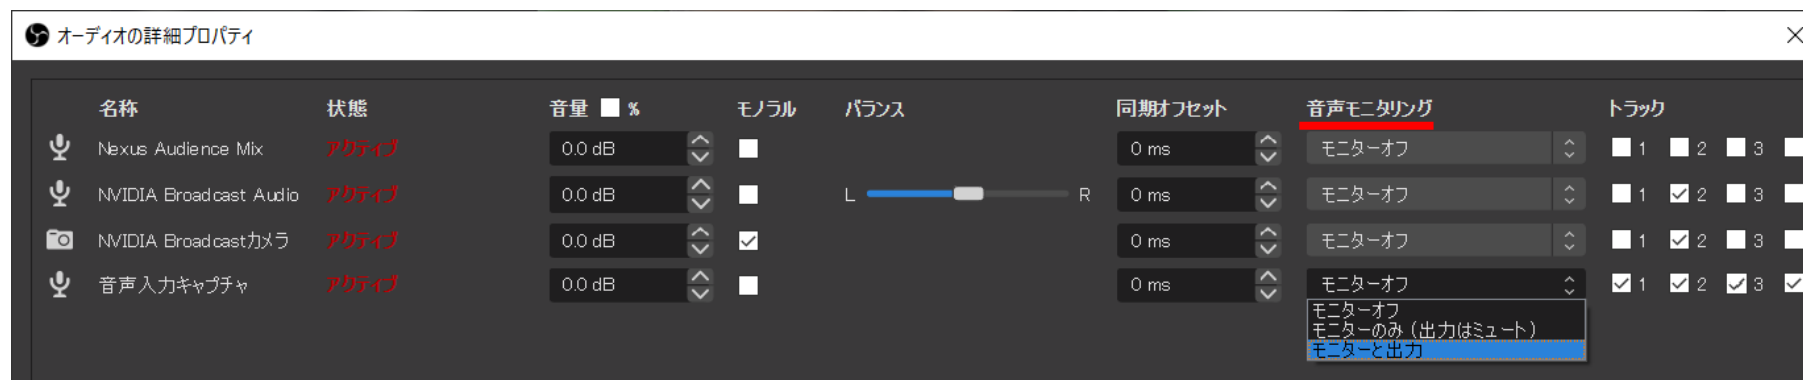 オーディオの詳細プロパティ
名称 状態 音量 % モノラル バランス 同期オフセット 音声モニタリング トラック
Nexus Audience Mix アクティブ 0.0 dB 0 ms モニターオフ 1 2 3
NVIDIA Broadcast Audio アクティブ 0.0 dB L R 0 ms モニターオフ 1 2 3
NVIDIA Broadcastカメラ アクティブ 0.0 dB 0 ms モニターオフ 1 2 3
音声入力キャプチャ アクティブ 0.0 dB 0 ms モニターオフ 1 2 3
モニターオフ
モニターのみ（出力はミュート）
モニターと出力